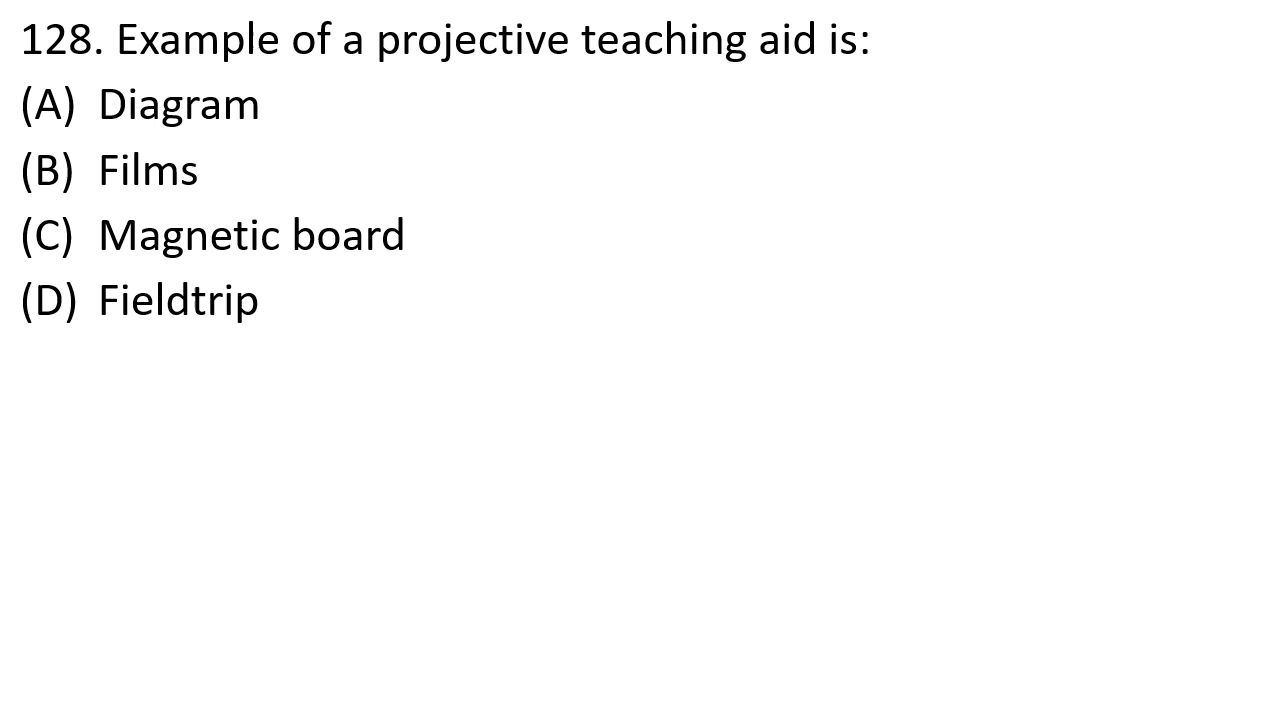 128. Example of a projective teaching aid is:
(A) Diagram
(B) Films
(C) Magnetic board
(D) Fieldtrip